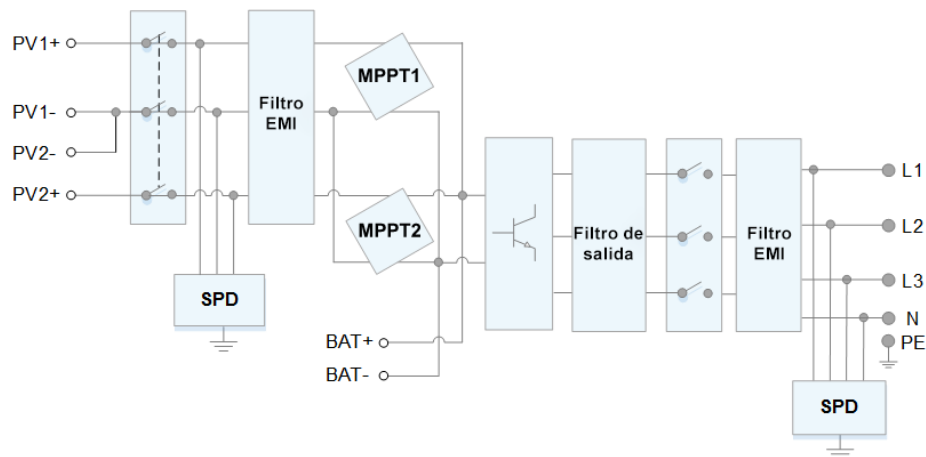 PV1+
PV1-
PV2-
PV2+
Filtro
EMI
MPPT1
MPPT2
SPD
BAT+
BAT-
Filtro de
salida
Filtro
EMI
L1
L2
L3
N
PE
SPD